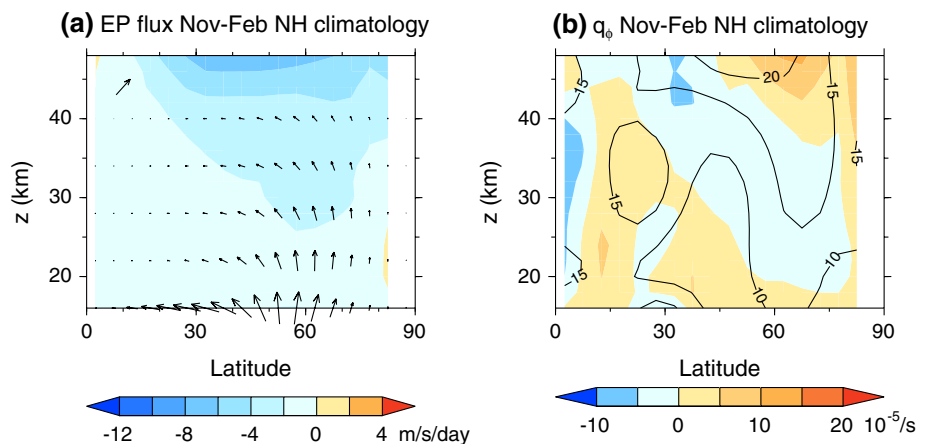 (a) EP flux Nov-Feb NH climatology
(b) qϕ Nov-Feb NH climatology
z (km)
40
30
20
0 30 60 90
Latitude
-12 -8 -4 0 4 m/s/day
z (km)
40
30
20
15
20
15
-15
15
10
-15
10
0 30 60 90
Latitude
-10 0 10 20 10⁻⁵/s